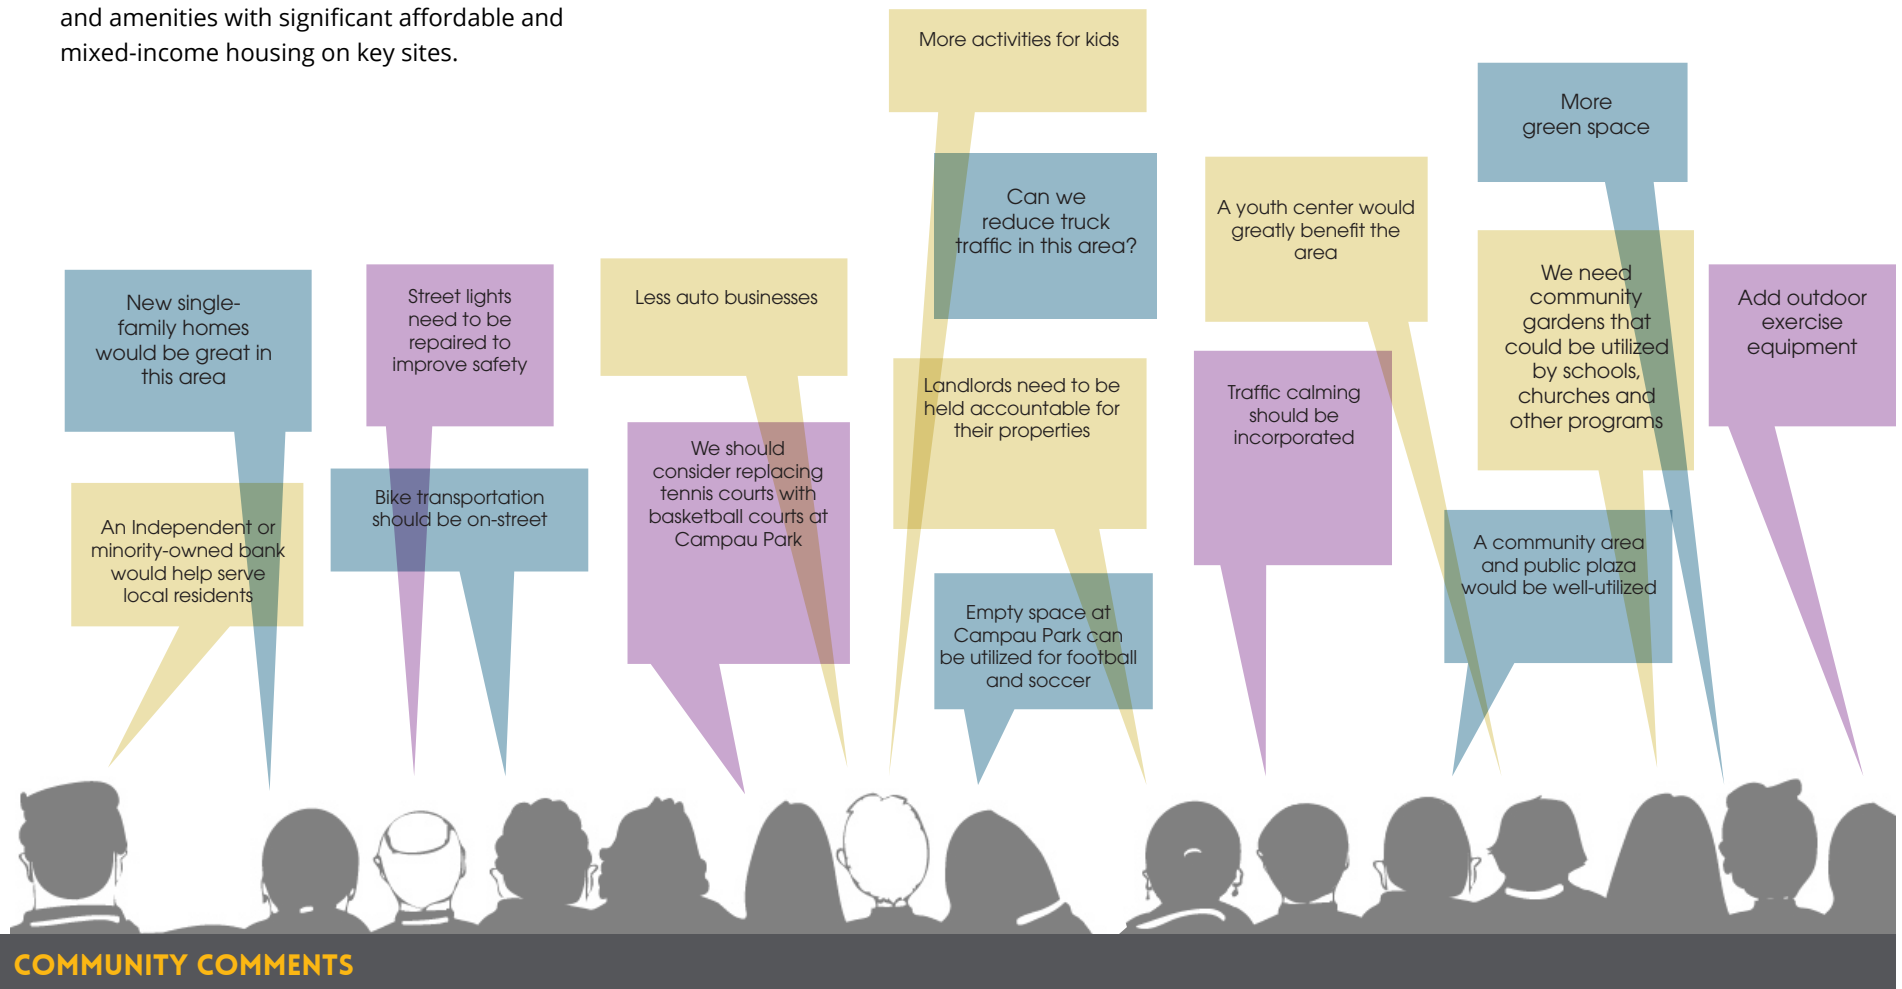 and amenities with significant affordable and
mixed-income housing on key sites.
More activities for kids
More
green space
Can we
reduce truck
traffic in this area?
A youth center would
greatly benefit the
area
New single-
family homes
would be great in
this area
Street lights
need to be
repaired to
improve safety
Less auto businesses
We need
community
gardens that
could be utilized
by schools,
churches and
other programs
Add outdoor
exercise
equipment
Landlords need to be
held accountable for
their properties
Traffic calming
should be
incorporated
We should
consider replacing
tennis courts with
basketball courts at
Campau Park
Bike transportation
should be on-street
An Independent or
minority-owned bank
would help serve
local residents
A community area
and public plaza
would be well-utilized
Empty space at
Campau Park can
be utilized for football
and soccer
COMMUNITY COMMENTS